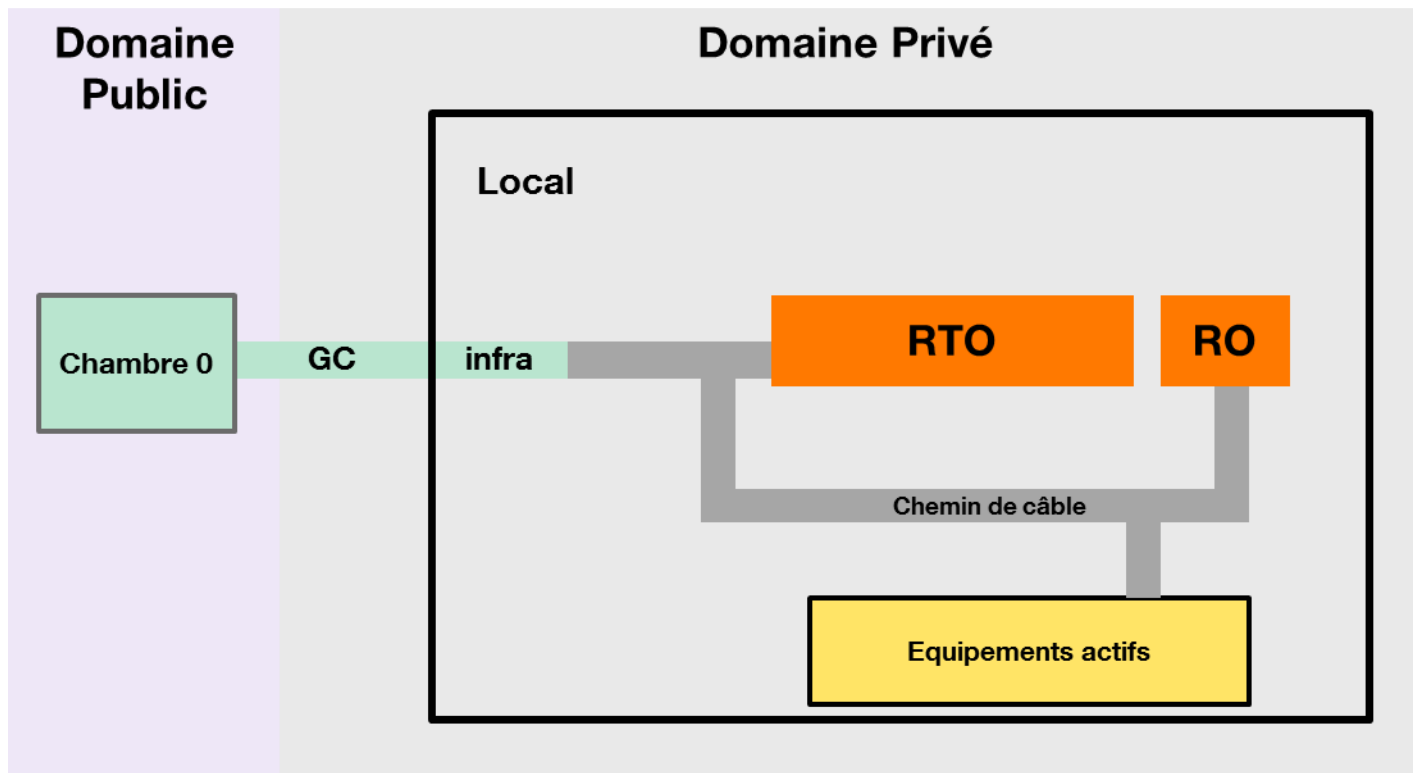 Domaine
Public
Domaine Privé
Local
Chambre 0
GC
infra
RTO
RO
Chemin de câble
Equipements actifs